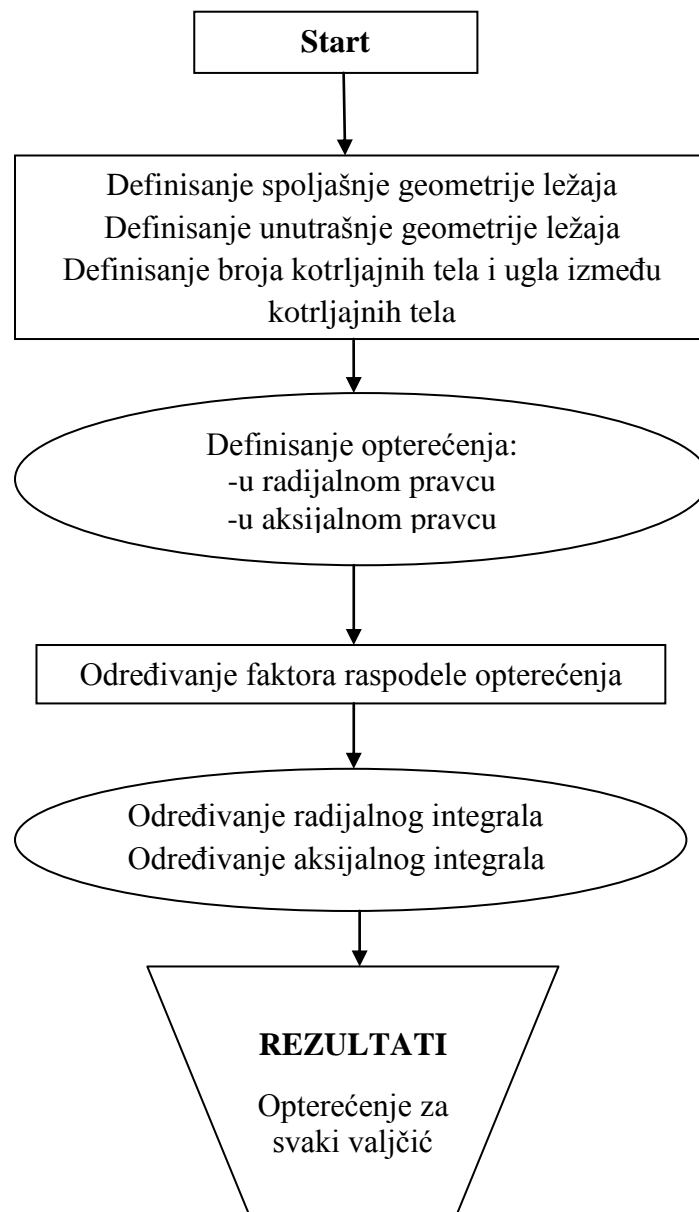 Start
Definisanje spoljašnje geometrije ležaja
Definisanje unutrašnje geometrije ležaja
Definisanje broja kotrljajnih tela i ugla između
kotrljajnih tela
Definisanje opterećenja:
-u radijalnom pravcu
-u aksijalnom pravcu
Određivanje faktora raspodele opterećenja
Određivanje radijalnog integrala
Određivanje aksijalnog integrala
REZULTATI
Opterećenje za
svaki valjčić